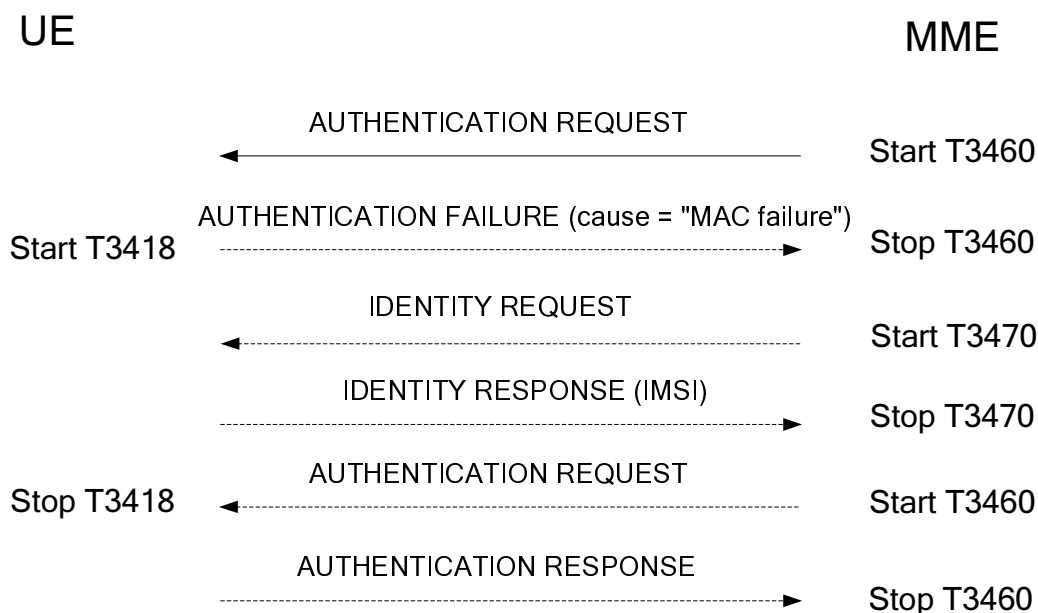 UE
MME
AUTHENTICATION REQUEST
Start T3460
AUTHENTICATION FAILURE (cause = "MAC failure")
Start T3418
Stop T3460
IDENTITY REQUEST
Start T3470
IDENTITY RESPONSE (IMSI)
Stop T3470
AUTHENTICATION REQUEST
Stop T3418
Start T3460
AUTHENTICATION RESPONSE
Stop T3460